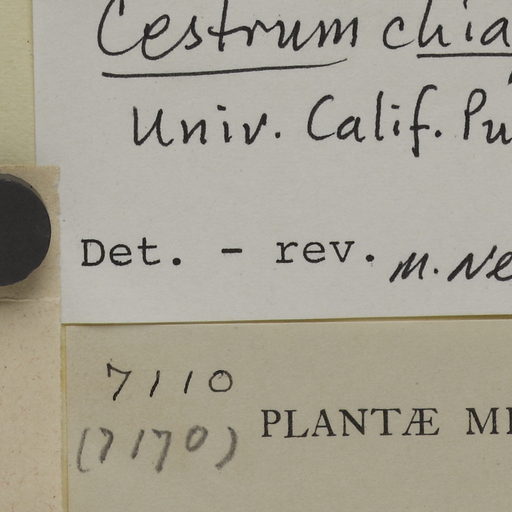 Cestrum chia
Univ. Calif. Pu
Det. - rev. M. Ne
7110
(7170) PLANTÆ ME